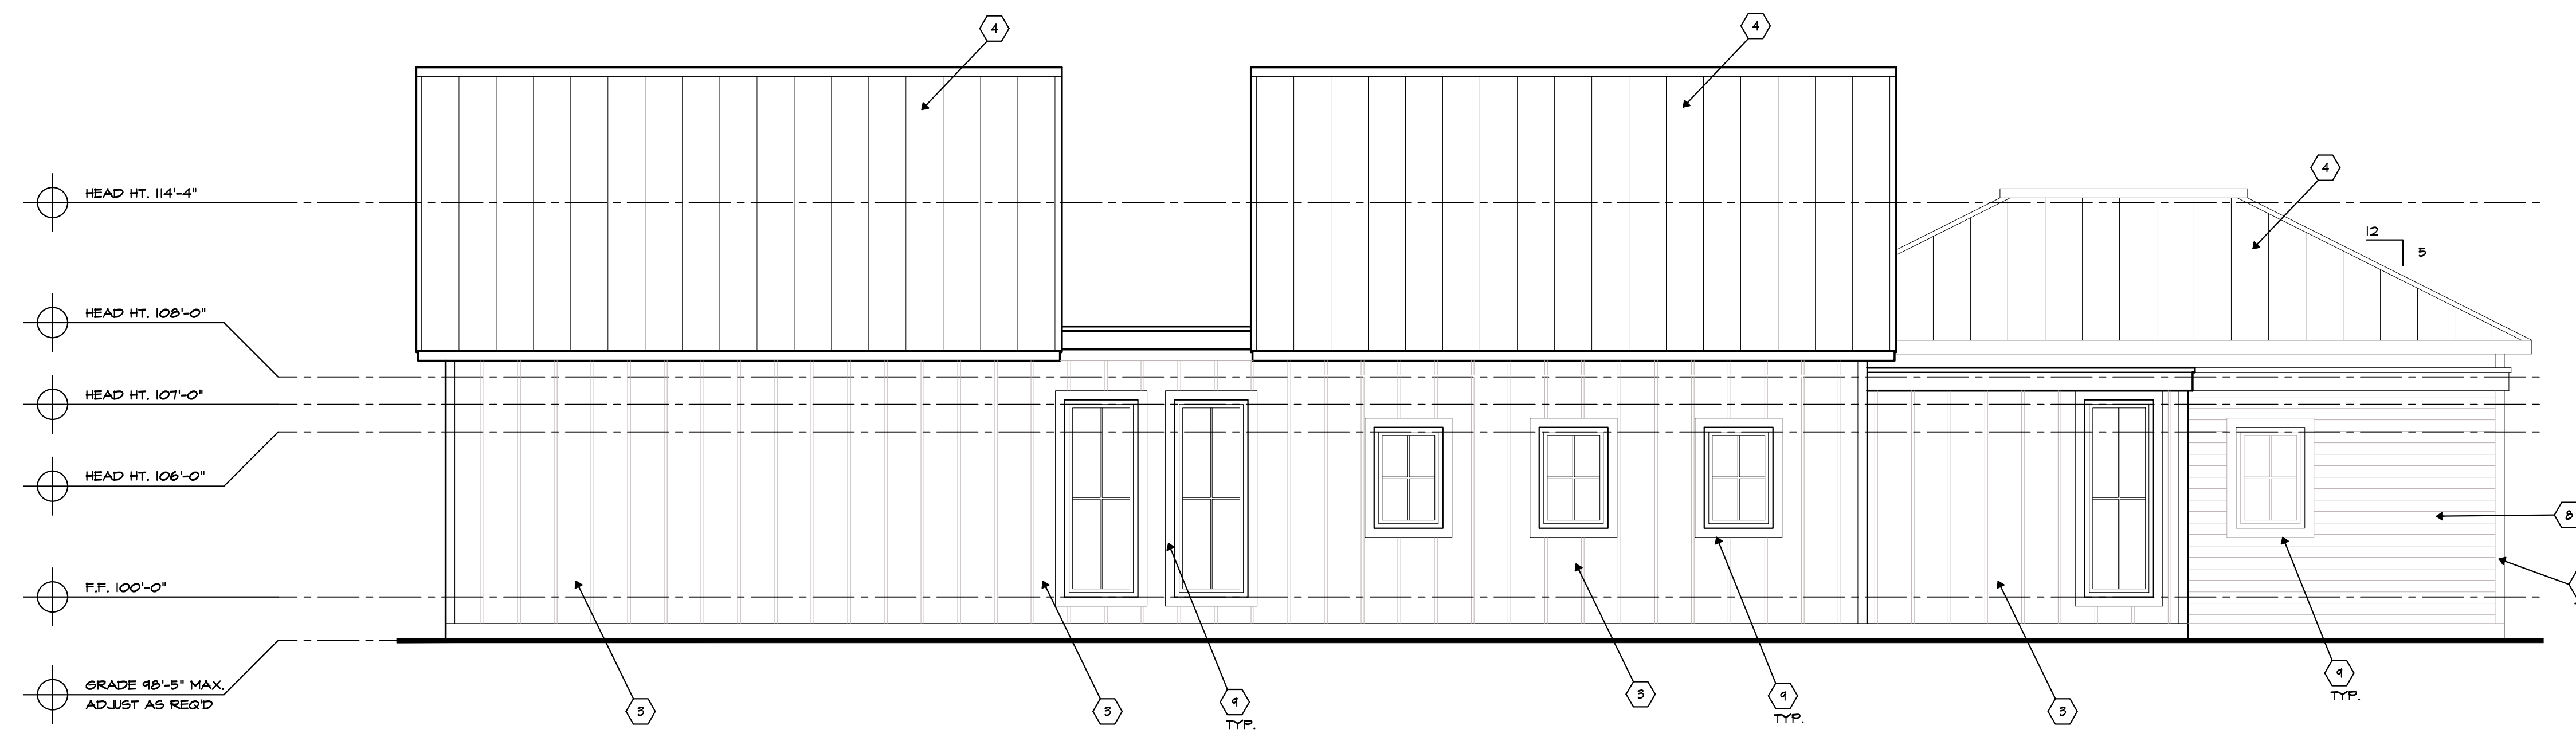 4
4
4
HEAD HT. 114'-4"
12
5
HEAD HT. 108'-0"
HEAD HT. 107'-0"
HEAD HT. 106'-0"
8
F.F. 100'-0"
GRADE 98'-5" MAX.
ADJUST AS REQ'D
3
3
9
TYP.
3
9
TYP.
3
9
TYP.